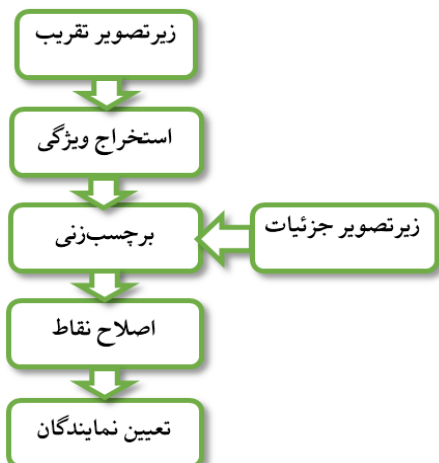 زیرتصویر تقریب
استخراج ویژگی
برچسب‌زنی
زیرتصویر جزئیات
اصلاح نقاط
تعیین نمایندگان